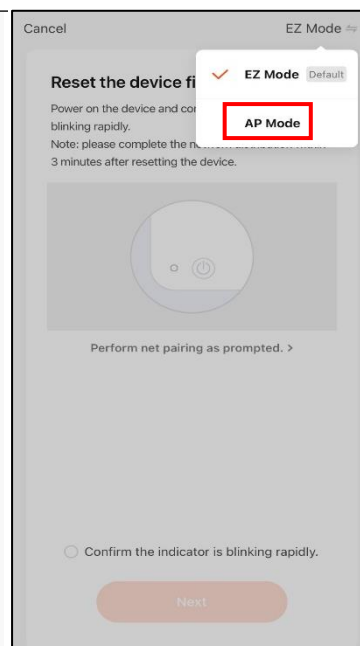 Cancel
EZ Mode
Reset the device fi
EZ Mode Default
AP Mode
Power on the device and con
blinking rapidly.
Note: please complete the
3 minutes after resetting the device.
Perform net pairing as prompted. >
Confirm the indicator is blinking rapidly.
Next